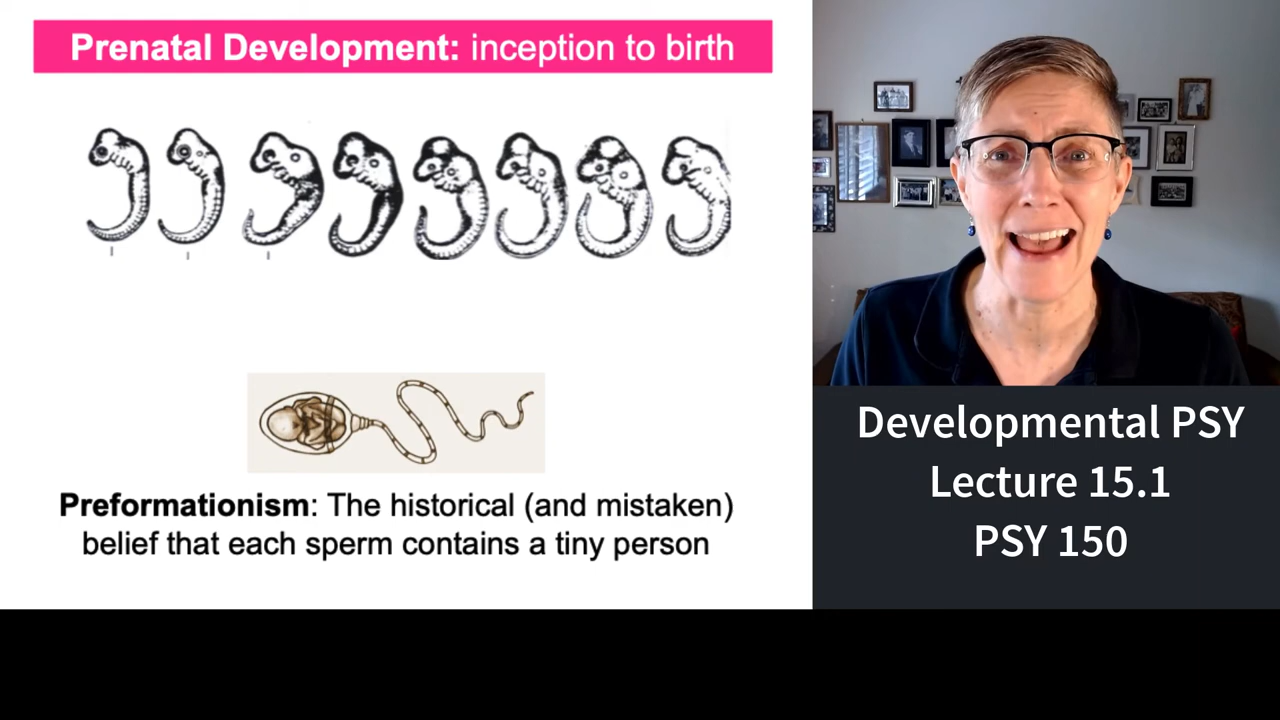 Prenatal Development: inception to birth
Preformationism: The historical (and mistaken)
belief that each sperm contains a tiny person
Developmental PSY
Lecture 15.1
PSY 150